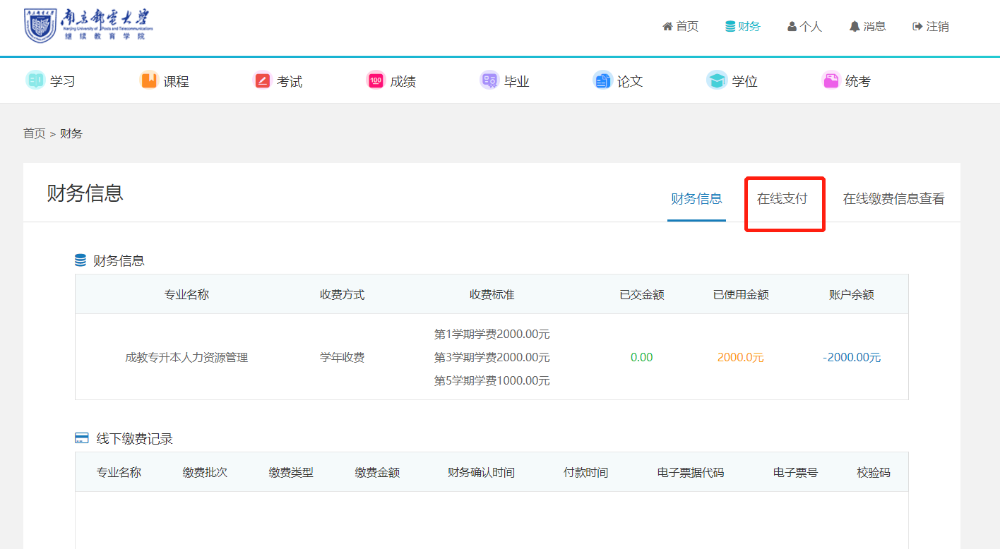 南京邮电大学
Nanjing University of Posts and Telecommunications
继续教育学院
首页 财务 个人 消息 注销
学习 课程 100 考试 成绩 毕业 论文 学位 统考
首页 > 财务
财务信息
财务信息 在线支付 在线缴费信息查看
财务信息
专业名称 收费方式 收费标准 已交金额 已使用金额 账户余额
第1学期学费2000.00元
成教专升本人力资源管理 学年收费 第3学期学费2000.00元 0.00 2000.0元 -2000.00元
第5学期学费1000.00元
线下缴费记录
专业名称 缴费批次 缴费类型 缴费金额 财务确认时间 付款时间 电子票据代码 电子票号 校验码